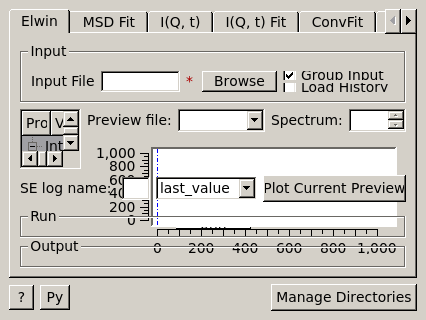 Elwin MSD Fit I(Q, t) I(Q, t) Fit ConvFit
Input
Input File * Browse Group Input
Load History
Pro V Preview file: Spectrum:
Int
1,000
800
600
SE log name: last_value Plot Current Preview
400
200
0
Run
Output
0 200 400 600 800 1,000
? Py Manage Directories